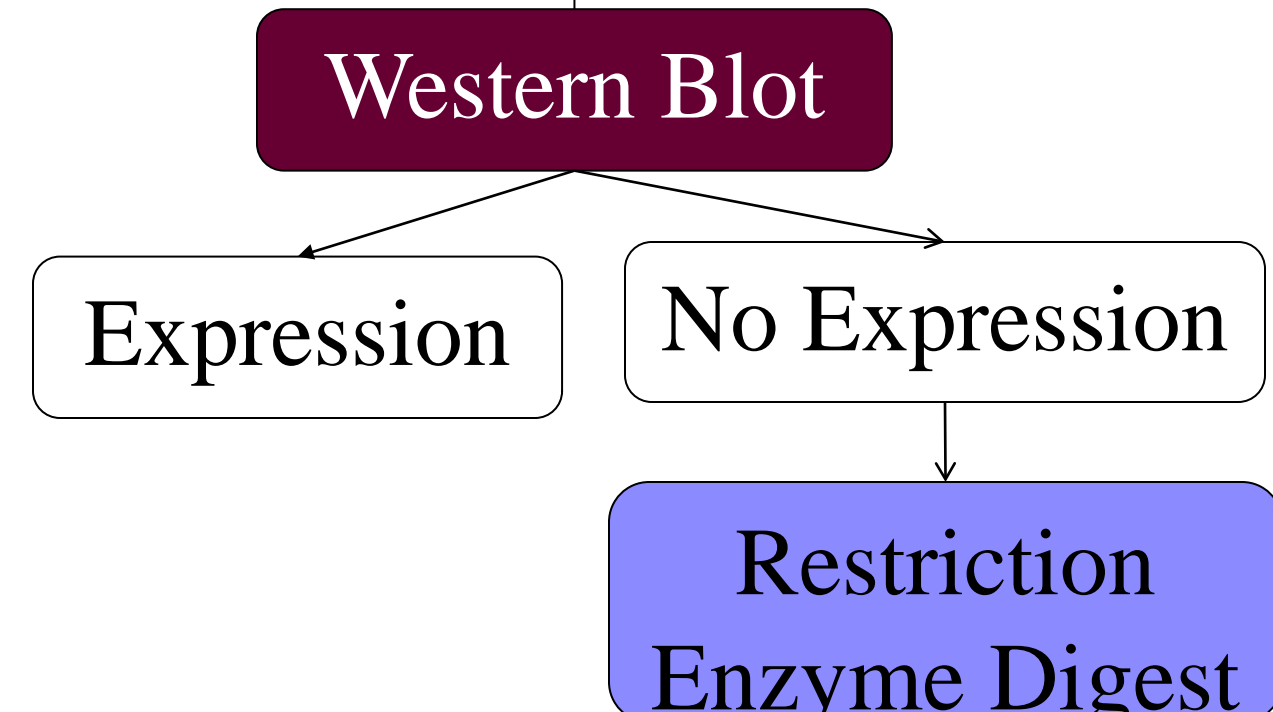 Western Blot
Expression
No Expression
Restriction
Enzyme Digest